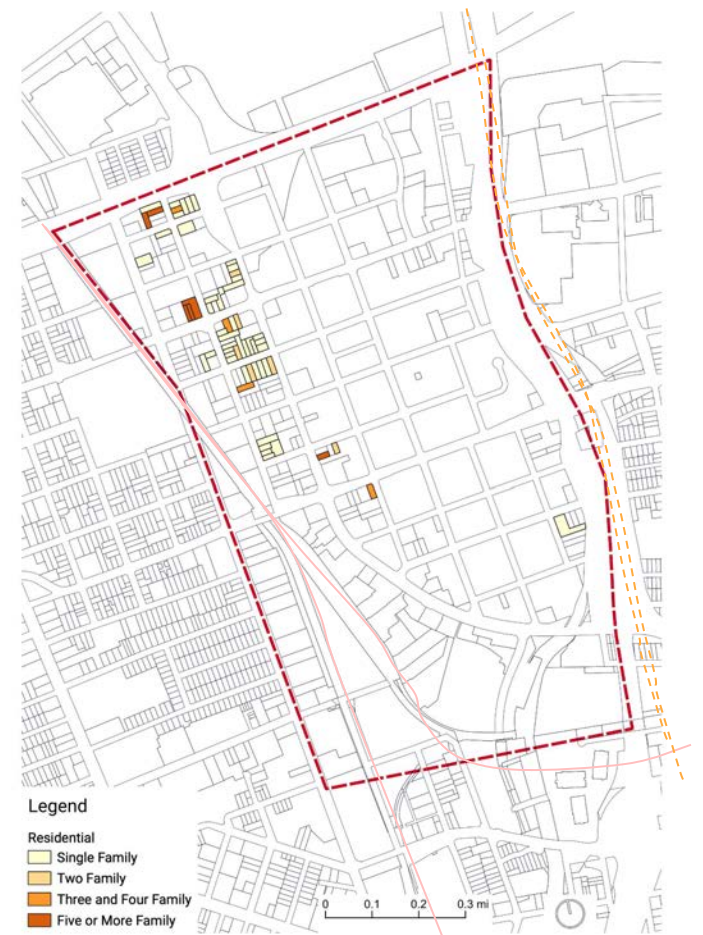 Legend
Residential
Single Family
Two Family
Three and Four Family
Five or More Family
0 0.1 0.2 0.3 mi